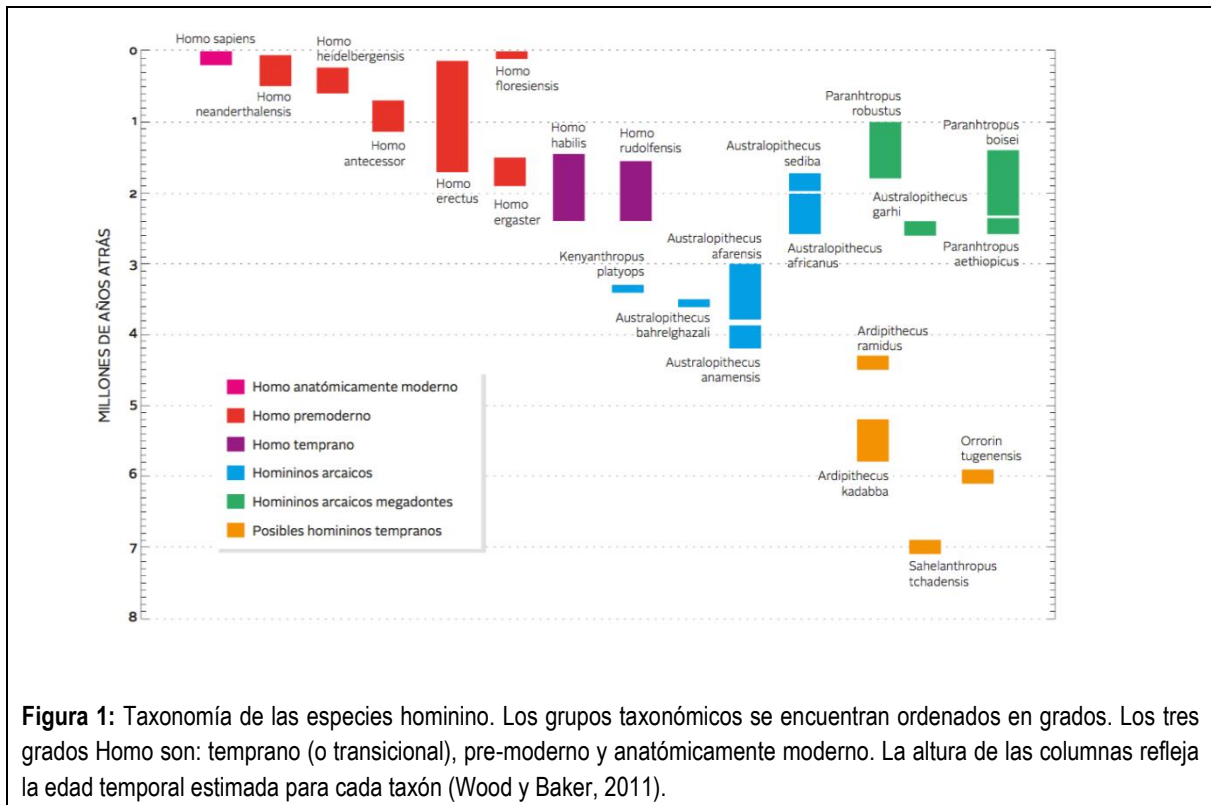 MILLONES DE AÑOS ATRÁS
0
1
2
3
4
5
6
7
8
Homo sapiens
Homo
neanderthalensis
Homo
heidelbergensis
Homo
antecessor
Homo
erectus
Homo
floresiensis
Homo
ergaster
Homo
habilis
Homo
rudolfensis
Kenyanthropus
platyops
Australopithecus
bahrelghazali
Australopithecus
afarensis
Australopithecus
anamensis
Australopithecus
sediba
Australopithecus
africanus
Paranhtropus
robustus
Australopithecus
garhi
Paranhtropus
boisei
Paranhtropus
aethiopicus
Ardipithecus
ramidus
Ardipithecus
kadabba
Orrorin
tugenensis
Sahelanthropus
tchadensis
Homo anatómicamente moderno
Homo premoderno
Homo temprano
Homininos arcaicos
Homininos arcaicos megadontes
Posibles homininos tempranos
Figura 1: Taxonomía de las especies hominino. Los grupos taxonómicos se encuentran ordenados en grados. Los tres
grados Homo son: temprano (o transicional), pre-moderno y anatómicamente moderno. La altura de las columnas refleja
la edad temporal estimada para cada taxón (Wood y Baker, 2011).